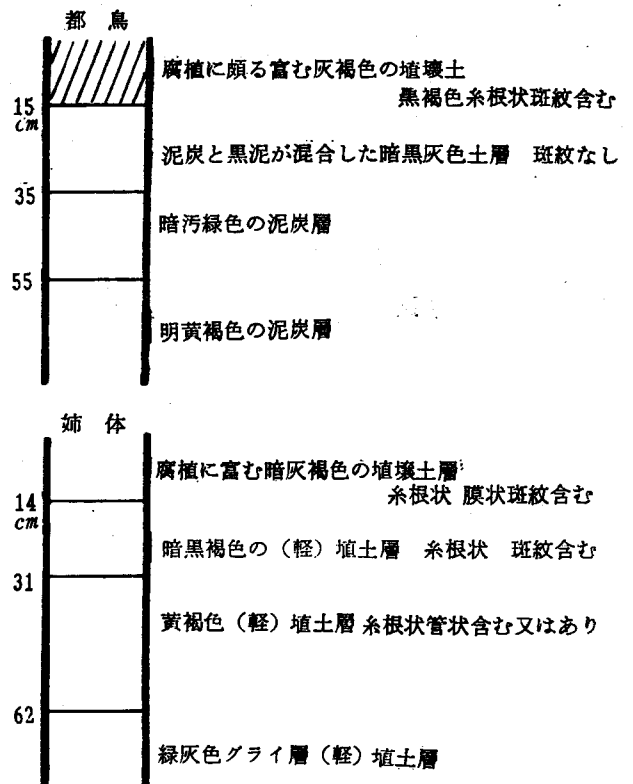 都 鳥
腐植に頗る富む灰褐色の埴壌土
15
cm
黒褐色糸根状斑紋含む
泥炭と黒泥が混合した暗黒灰色土層 斑紋なし
35
暗汚緑色の泥炭層
55
明黄褐色の泥炭層
姉 体
腐植に富む暗灰褐色の埴壌土層
14
cm
糸根状 膜状斑紋含む
暗黒褐色の（軽）埴土層 糸根状 斑紋含む
31
黄褐色（軽）埴土層 糸根状管状含む又はあり
62
緑灰色グライ層（軽）埴土層